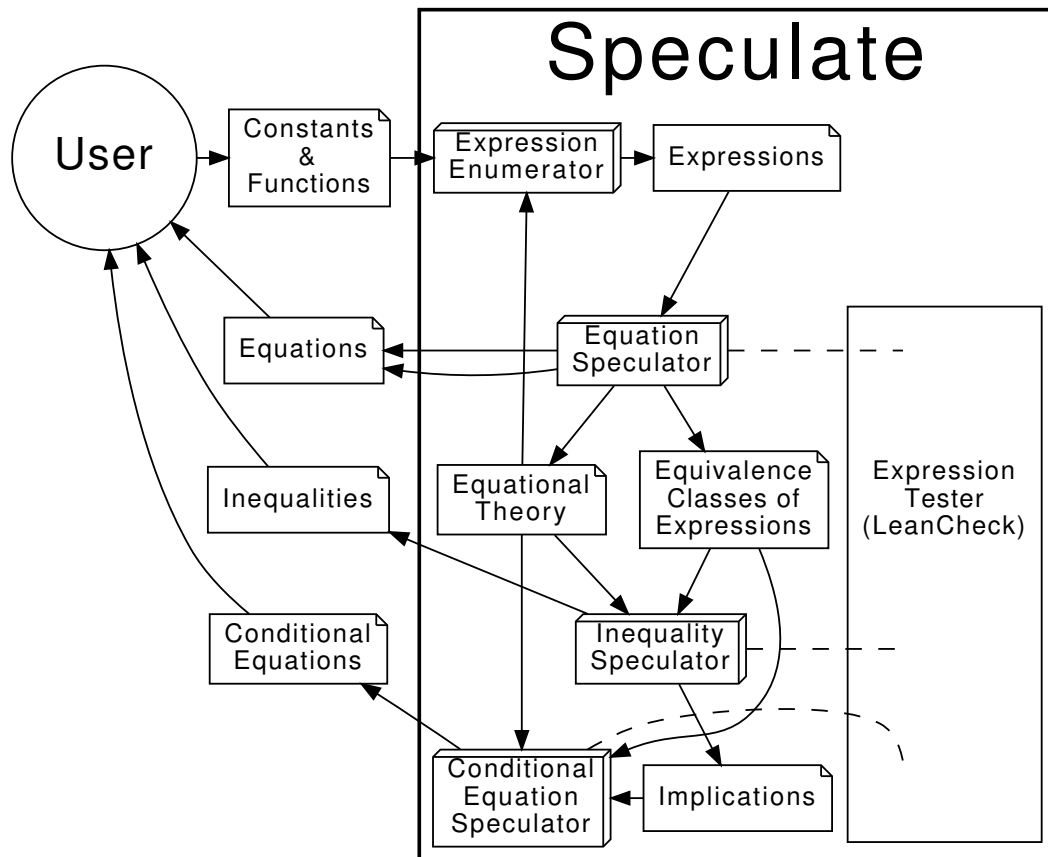 Speculate
User
Constants
&
Functions
Expression
Enumerator
Expressions
Equations
Equation
Speculator
Inequalities
Equational
Theory
Equivalence
Classes of
Expressions
Expression
Tester
(LeanCheck)
Conditional
Equations
Inequality
Speculator
Conditional
Equation
Speculator
Implications